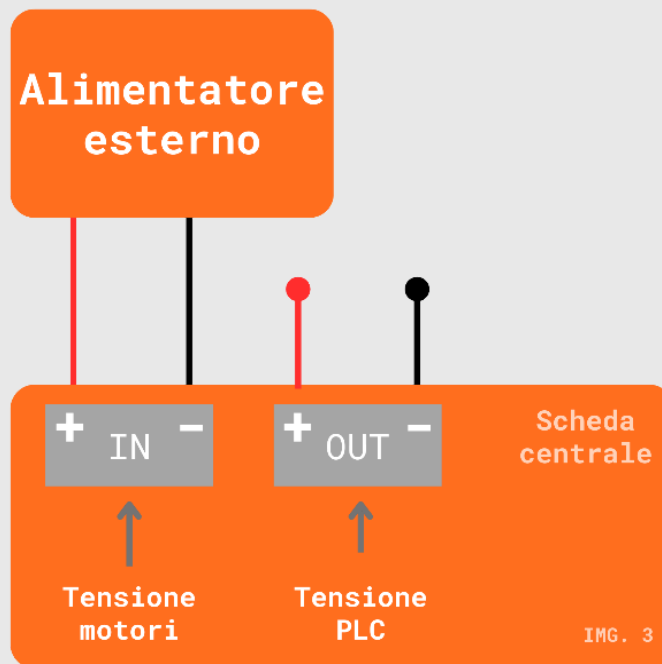 Alimentatore
esterno
+ IN -
+ OUT -
Scheda
centrale
Tensione
motori
Tensione
PLC
IMG. 3